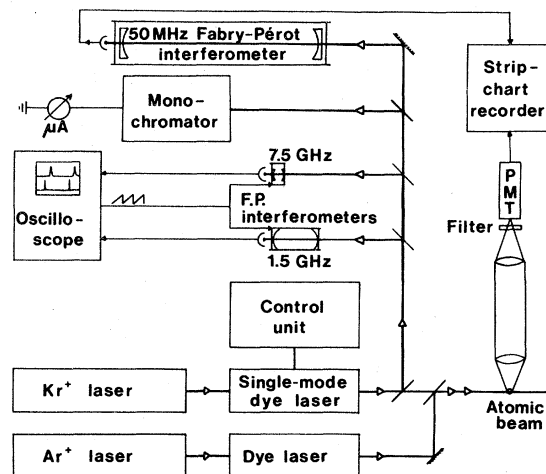 50 MHz Fabry-Pérot
interferometer
Strip-
chart
recorder
Mono-
chromator
μA
7.5 GHz
P
M
T
Oscillo-
scope
F.P.
interferometers
Filter
1.5 GHz
Control
unit
Kr+ laser
Single-mode
dye laser
Atomic
beam
Ar+ laser
Dye laser